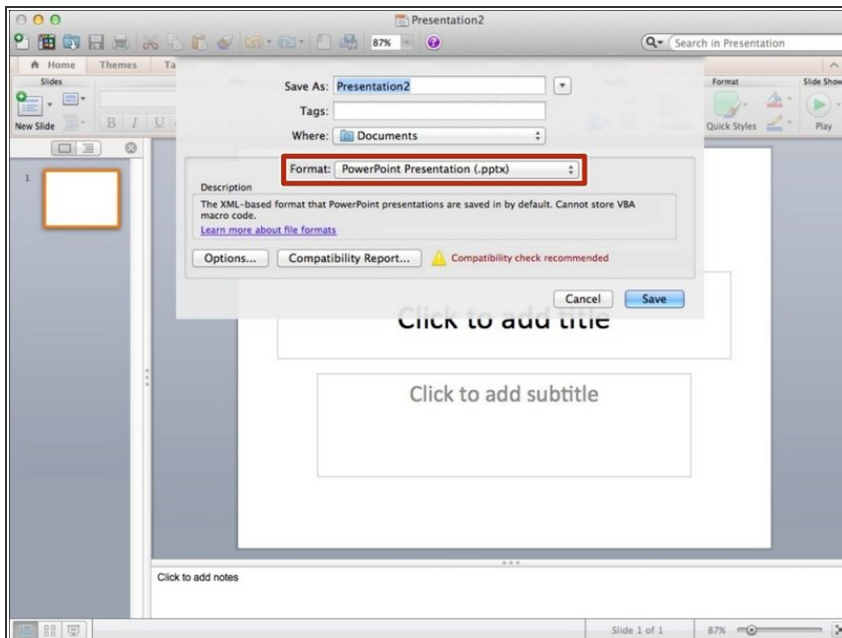 Presentation2
87%
Search in Presentation
Home
Themes
Ta
Slides
Format
Slide Show
New Slide
B I U
Quick Styles
Play
Save As: Presentation2
Tags:
Where: Documents
Format: PowerPoint Presentation (.pptx)
Description
The XML-based format that PowerPoint presentations are saved in by default. Cannot store VBA
macro code.
Learn more about file formats
Options...
Compatibility Report...
Compatibility check recommended
Cancel
Save
1
Click to add title
Click to add subtitle
Click to add notes
Slide 1 of 1
87%